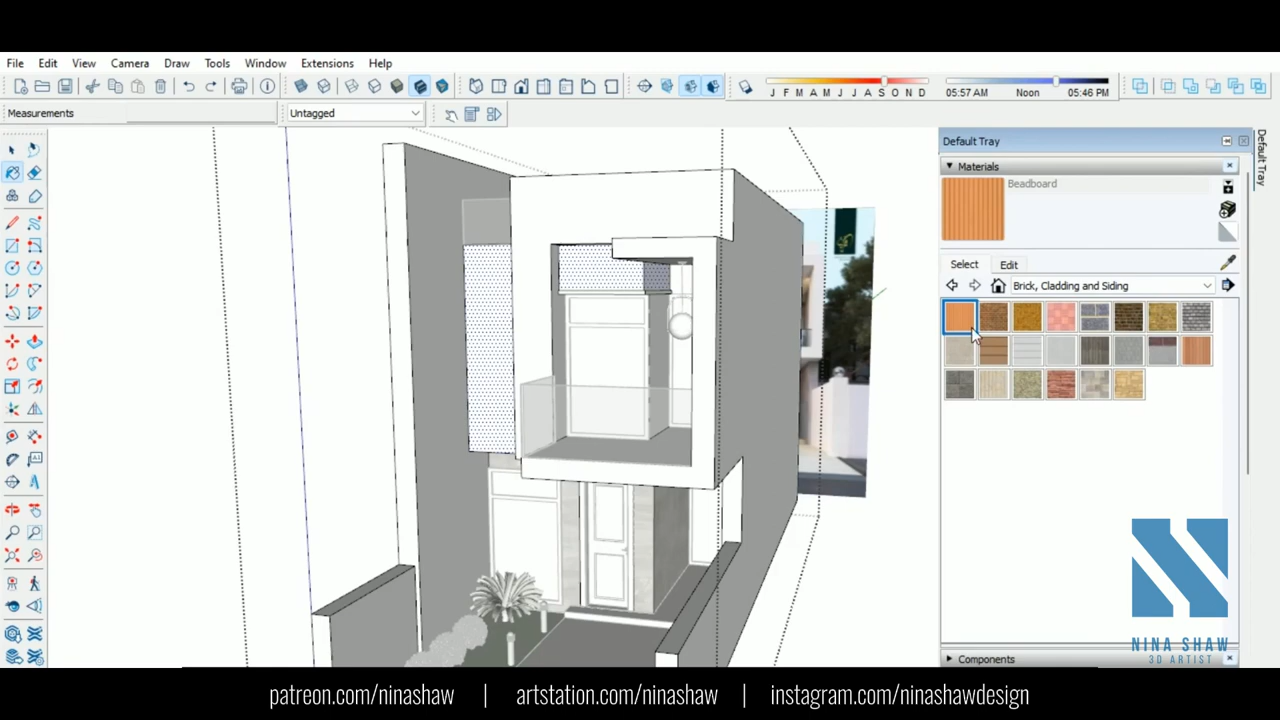 File Edit View Camera Draw Tools Window Extensions Help
J F M A M J J A S O N D
05:57 AM Noon 05:46 PM
Measurements
Untagged
Default Tray
Default Tray
Materials
Beadboard
Select Edit
Brick, Cladding and Siding
Components
NINA SHAW
3D ARTIST
patreon.com/ninashaw | artstation.com/ninashaw | instagram.com/ninashawdesign